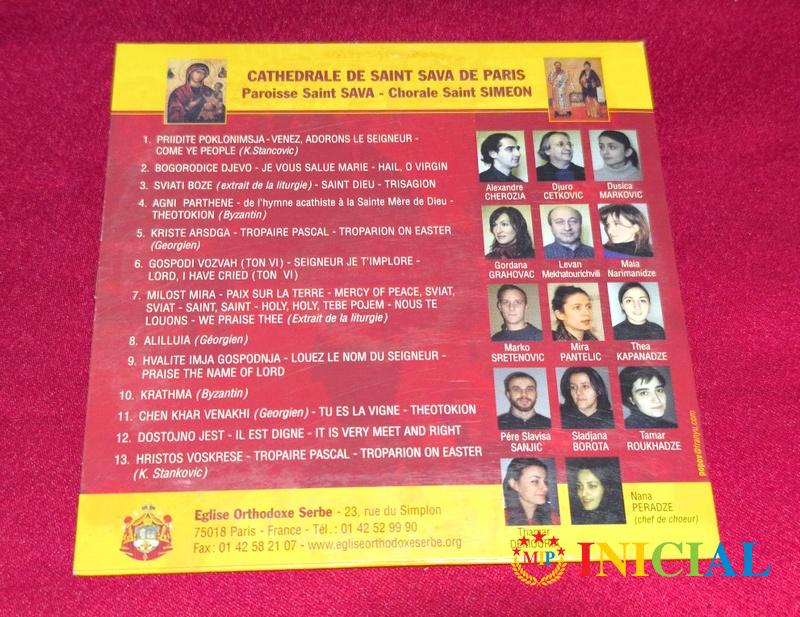 CATHEDRALE DE SAINT SAVA DE PARIS
Paroisse Saint SAVA - Chorale Saint SIMEON
1. PRIIDITE POKLONIMSJA - VENEZ, ADORONS LE SEIGNEUR -
COME YE PEOPLE (K.Stancovic)
2. BOGORODICE DJEVO - JE VOUS SALUE MARIE - HAIL, O VIRGIN
3. SVIATI BOZE (extrait de la liturgie) - SAINT DIEU - TRISAGION
4. AGNI PARTHENE - de l'hymne acathiste à la Sainte Mère de Dieu -
THEOTOKION (Byzantin)
5. KRISTE ARSDGA - TROPAIRE PASCAL - TROPARION ON EASTER
(Georgien)
6. GOSPODI VOZVAH (TON VI) - SEIGNEUR JE T'IMPLORE -
LORD, I HAVE CRIED (TON VI)
7. MILOST MIRA - PAIX SUR LA TERRE - MERCY OF PEACE, SVIAT,
SVIAT - SAINT, SAINT - HOLY, HOLY, TEBE POJEM - NOUS TE
LOUONS - WE PRAISE THEE (Extrait de la liturgie)
8. ALILLUIA (Géorgien)
9. HVALITE IMJA GOSPODNJA - LOUEZ LE NOM DU SEIGNEUR -
PRAISE THE NAME OF LORD
10. KRATHMA (Byzantin)
11. CHEN KHAR VENAKHI (Georgien) - TU ES LA VIGNE - THEOTOKION
12. DOSTOJNO JEST - IL EST DIGNE - IT IS VERY MEET AND RIGHT
13. HRISTOS VOSKRESE - TROPAIRE PASCAL - TROPARION ON EASTER
(K. Stankovic)
Alexandre
CHEROZIA
Djuro
CETKOVIC
Dusica
MARKOVIC
Gordana
GRAHOVAC
Levan
Mekhatourichvili
Maia
Narimanidze
Marko
SRETENOVIC
Mira
PANTELIC
Thea
KAPANADZE
Pére Slavisa
SANJIC
Sladjana
BOROTA
Tamar
ROUKHADZE
Thamar
Nana
PERADZE
(chef de choeur)
Eglise Orthodoxe Serbe - 23, rue du Simplon
75018 Paris - France - Tél.: 01 42 52 99 90
Fax: 01 42 58 21 07 - www.egliseorthodoxeserbe.org
MP INICIAL